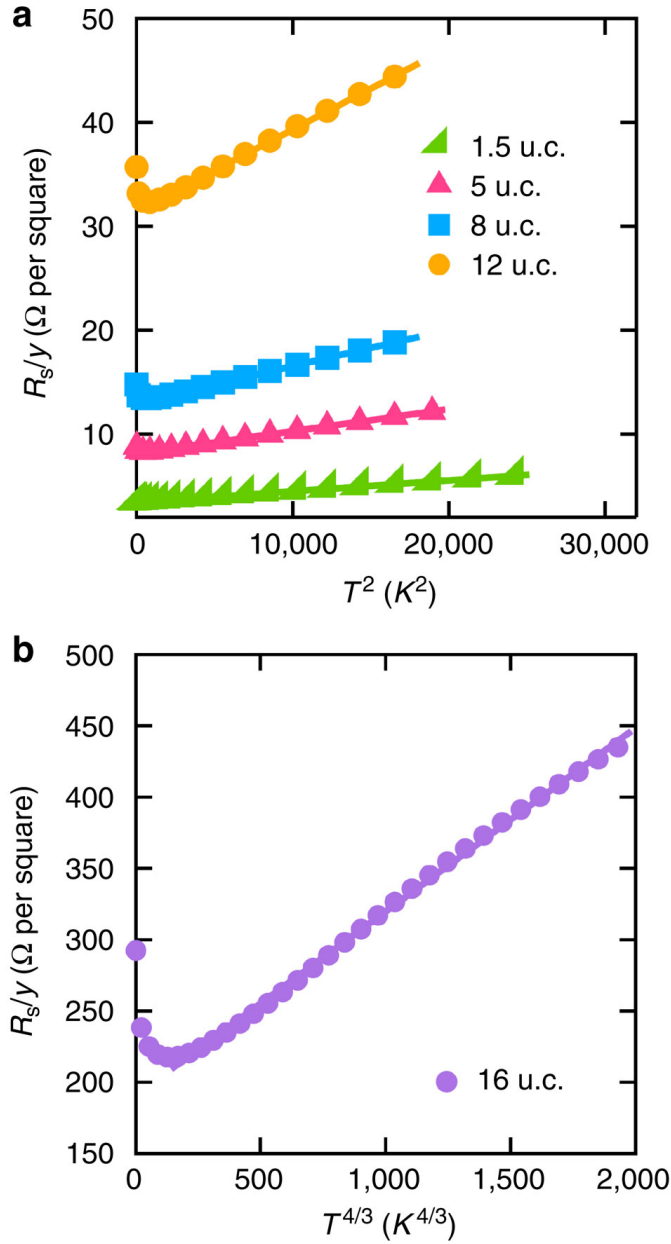 a
50
40
30
20
10
R_s/y (Ω per square)
1.5 u.c.
5 u.c.
8 u.c.
12 u.c.
0 10,000 20,000 30,000
T² (K²)
b
500
450
400
350
300
250
200
150
R_s/y (Ω per square)
16 u.c.
0 500 1,000 1,500 2,000
T⁴/³ (K⁴/³)